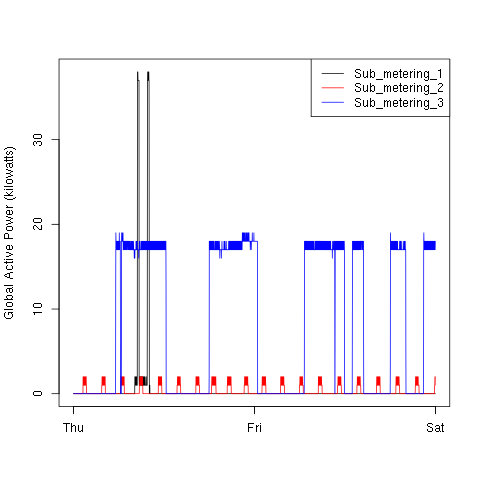 Sub_metering_1
Sub_metering_2
Sub_metering_3
Global Active Power (kilowatts)
30
20
10
0
Thu Fri Sat